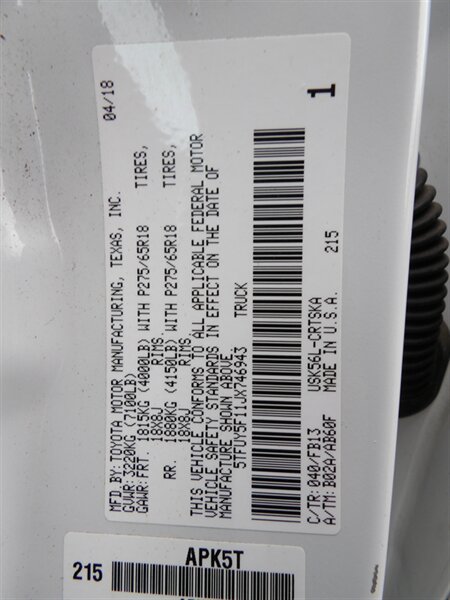 MFD.BY:TOYOTA MOTOR MANUFACTURING, TEXAS, INC. 04/18
GVWR: 3220KG (7100LB)
GAWR: FRT. 1815KG (4000LB) WITH P275/65R18 TIRES,
18X8J RIMS
RR. 1880KG (4150LB) WITH P275/65R18 TIRES,
18X8J RIMS
THIS VEHICLE CONFORMS TO ALL APPLICABLE FEDERAL MOTOR
VEHICLE SAFETY STANDARDS IN EFFECT ON THE DATE OF
MANUFACTURE SHOWN ABOVE.
5TFUY5F11JX746943 TRUCK
1
C/TR: 040/FB13 USK56L-CRTSKA
A/TM: B02A/AB80F MADE IN U.S.A. 215
APK5T
215